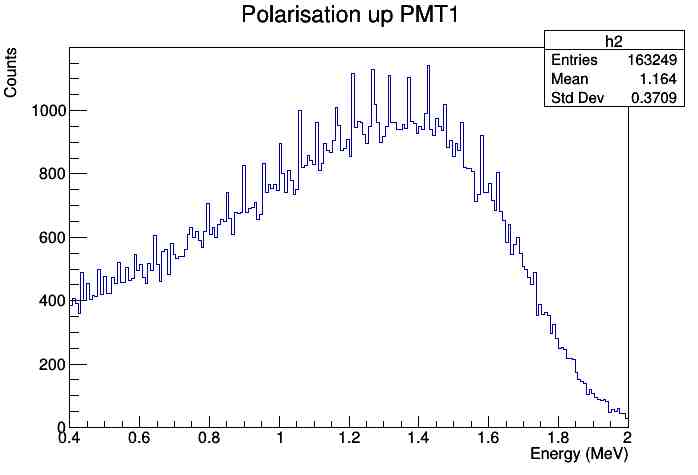 Polarisation up PMT1
h2
Entries 163249
Mean 1.164
Std Dev 0.3709
Counts
1000
800
600
400
200
0
0.4 0.6 0.8 1 1.2 1.4 1.6 1.8 2
Energy (MeV)